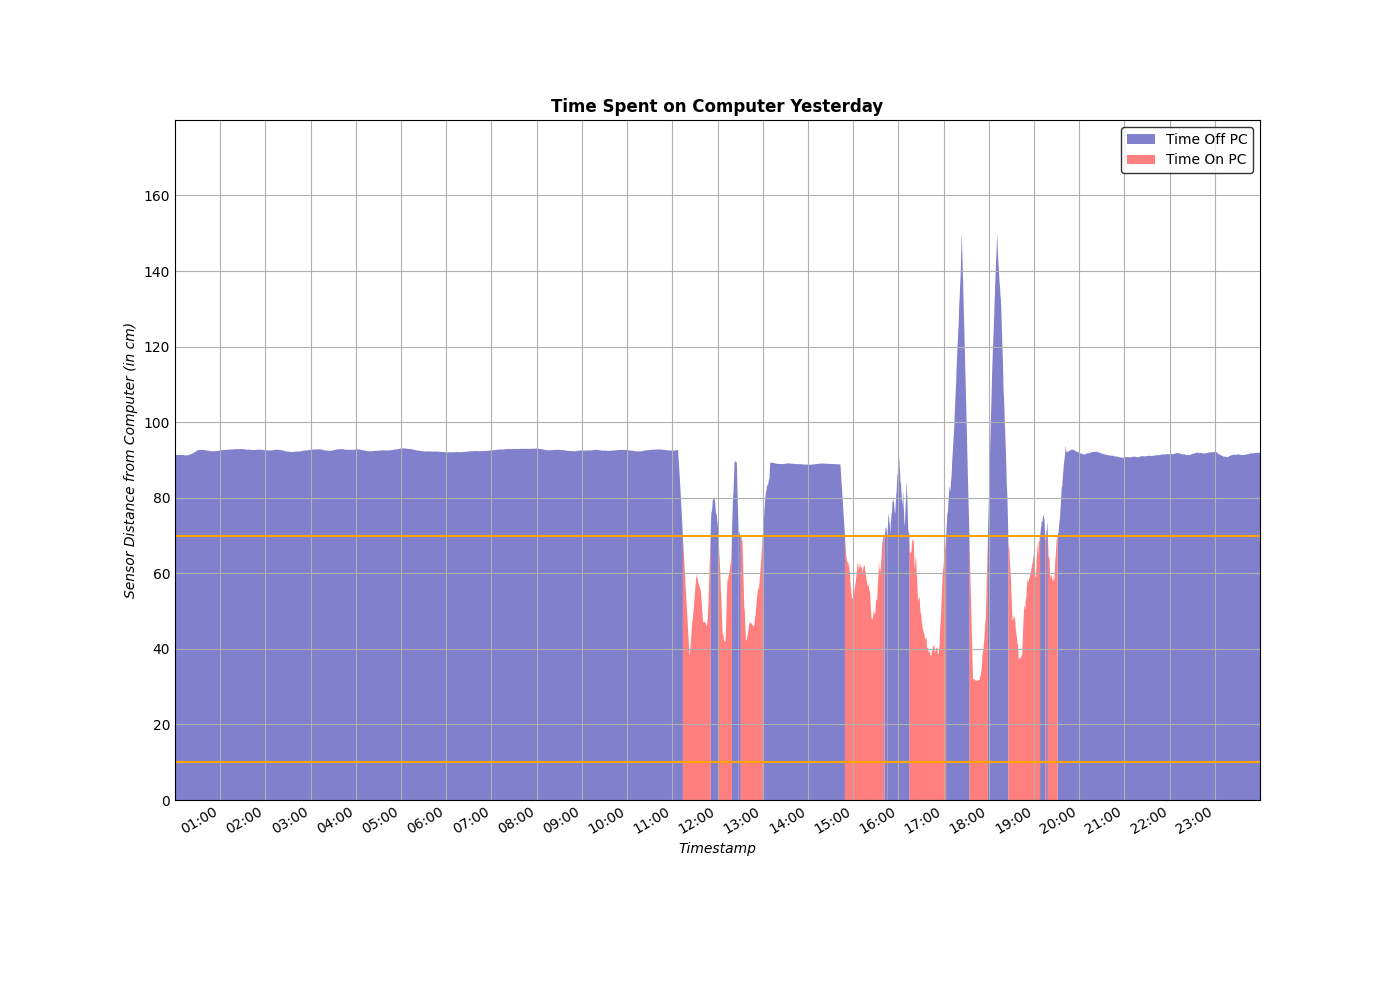 Time Spent on Computer Yesterday
Time Off PC
Time On PC
Sensor Distance from Computer (in cm)
160
140
120
100
80
60
40
20
0
01:00 02:00 03:00 04:00 05:00 06:00 07:00 08:00 09:00 10:00 11:00 12:00 13:00 14:00 15:00 16:00 17:00 18:00 19:00 20:00 21:00 22:00 23:00
Timestamp